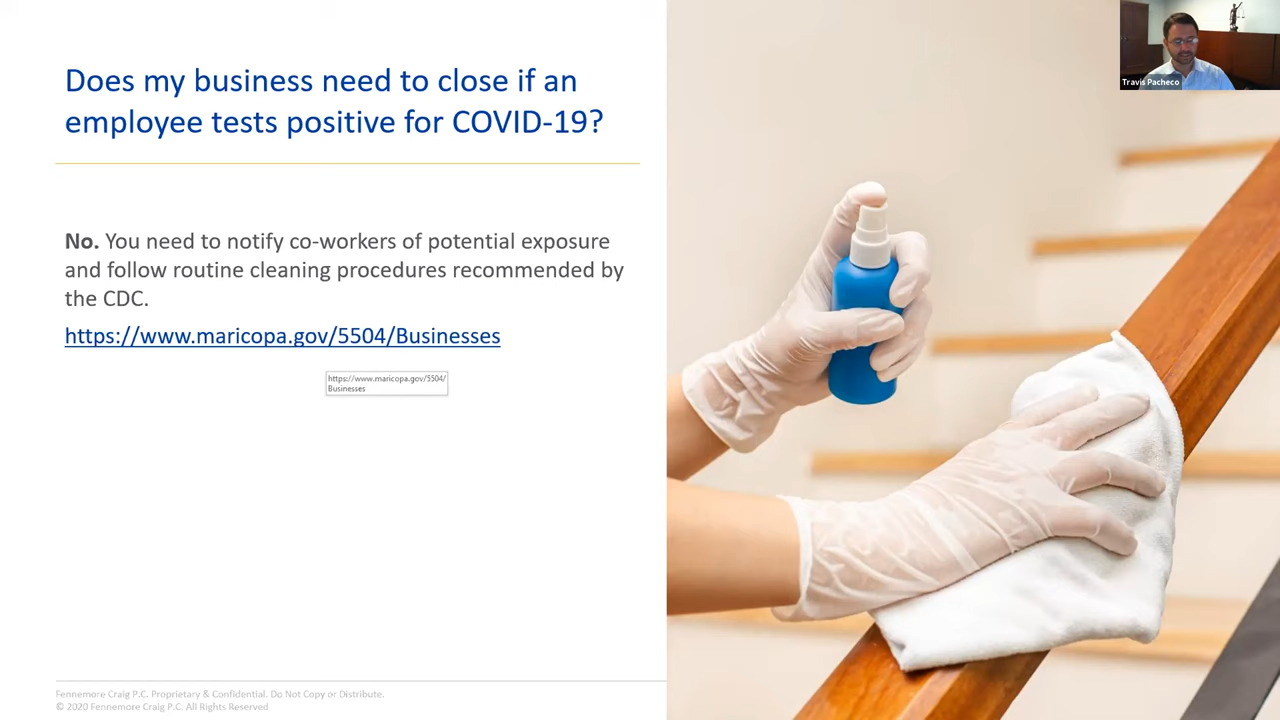 Does my business need to close if an
employee tests positive for COVID-19?
No. You need to notify co-workers of potential exposure
and follow routine cleaning procedures recommended by
the CDC.
https://www.maricopa.gov/5504/Businesses
https://www.maricopa.gov/5504/
Businesses
Travis Pacheco
Fennemore Craig P.C. Proprietary & Confidential. Do Not Copy or Distribute.
© 2020 Fennemore Craig P.C. All Rights Reserved